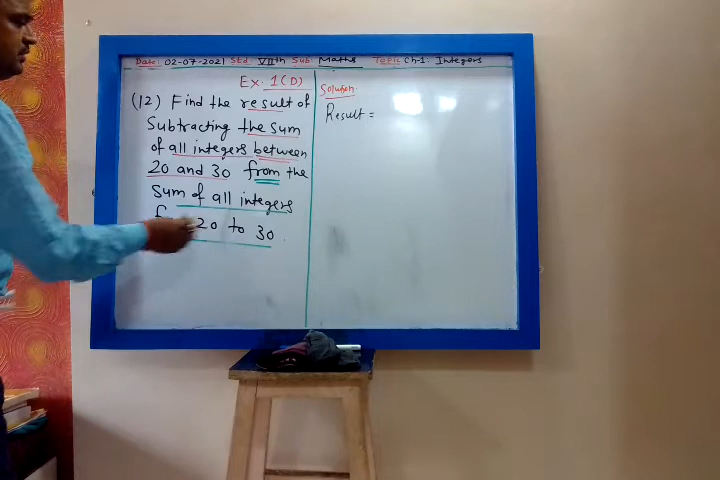 Date: 02-07-2021 Std VIIth Sub Maths Topic Ch-1: Integers
Ex. 1(D)
(12) Find the result of
Subtracting the sum
of all integers between
20 and 30 from the
Sum of all integers
20 to 30.
Solution:
Result =